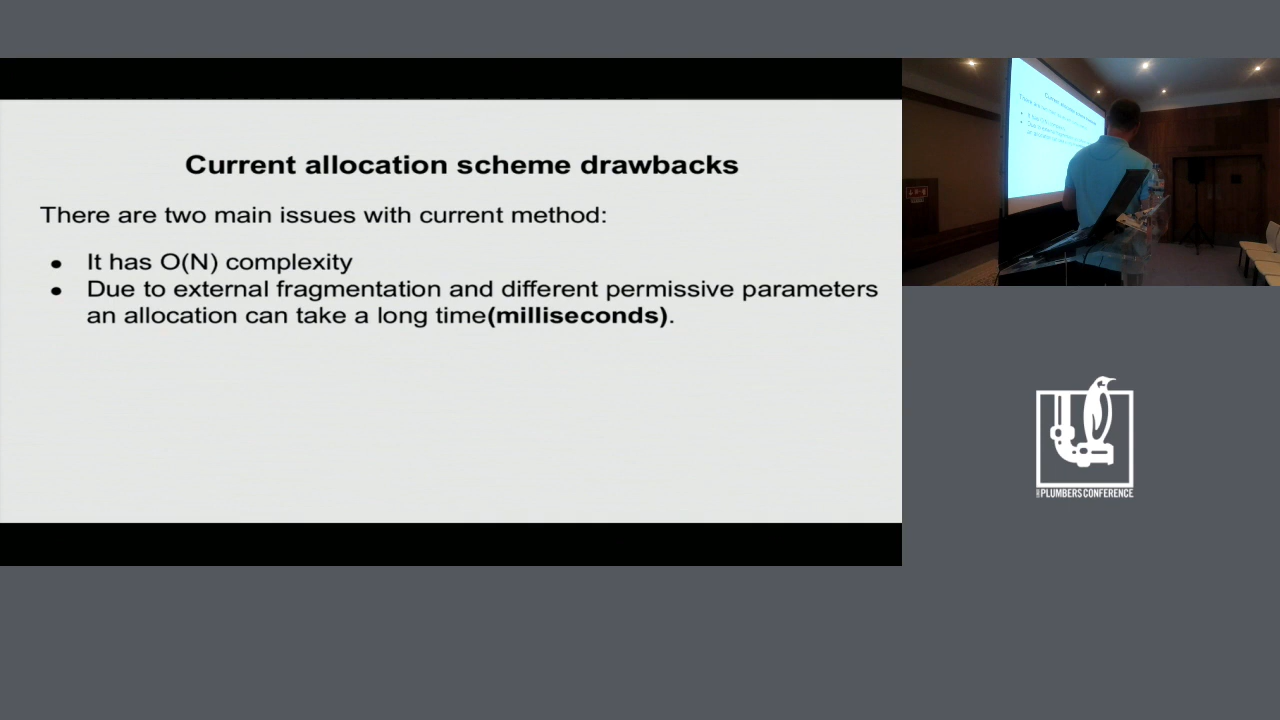 Current allocation scheme drawbacks
There are two main issues with current method:
● It has O(N) complexity
● Due to external fragmentation and different permissive parameters
an allocation can take a long time(milliseconds).
PLUMBERS CONFERENCE